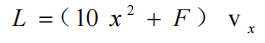 L = ( 10 x² + F ) vₓ